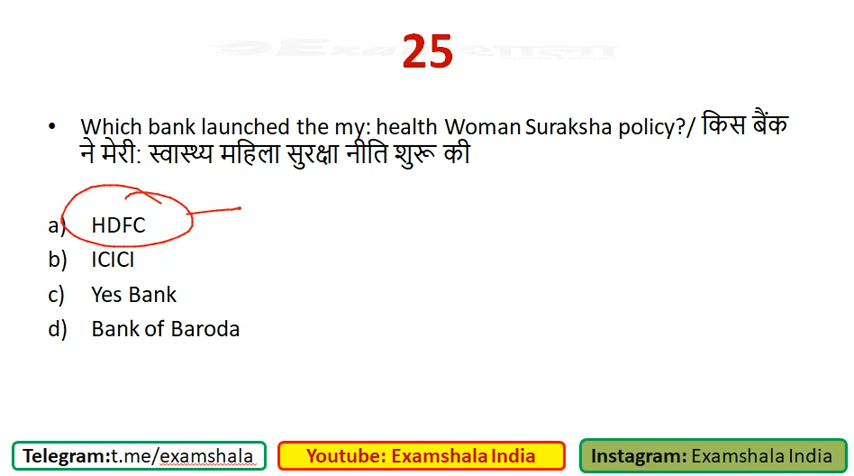 25
• Which bank launched the my: health Woman Suraksha policy?/ किस बैंक
ने मेरी: स्वास्थ्य महिला सुरक्षा नीति शुरू की
a) HDFC
b) ICICI
c) Yes Bank
d) Bank of Baroda
Telegram:t.me/examshala
Youtube: Examshala India
Instagram: Examshala India